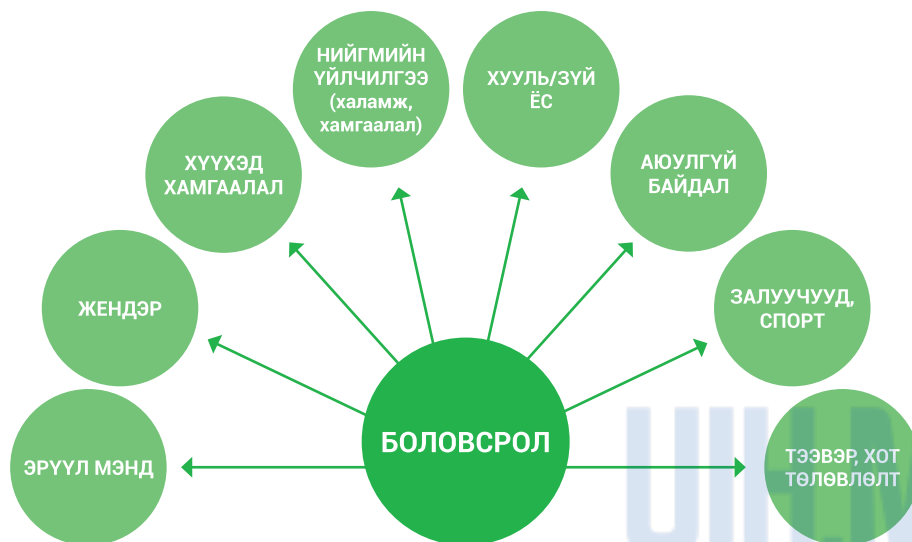 НИЙГМИЙН
ҮЙЛЧИЛГЭЭ
(халамж,
хамгаалал)
ХУУЛЬ/ЗҮЙ
ЁС
ХҮҮХЭД
ХАМГААЛАЛ
АЮУЛГҮЙ
БАЙДАЛ
ЖЕНДЭР
ЗАЛУУЧУУД,
СПОРТ
БОЛОВСРОЛ
ЭРҮҮЛ МЭНД
ТЭЭВЭР, ХОТ
ТӨЛӨВЛӨЛТ
UIH.M